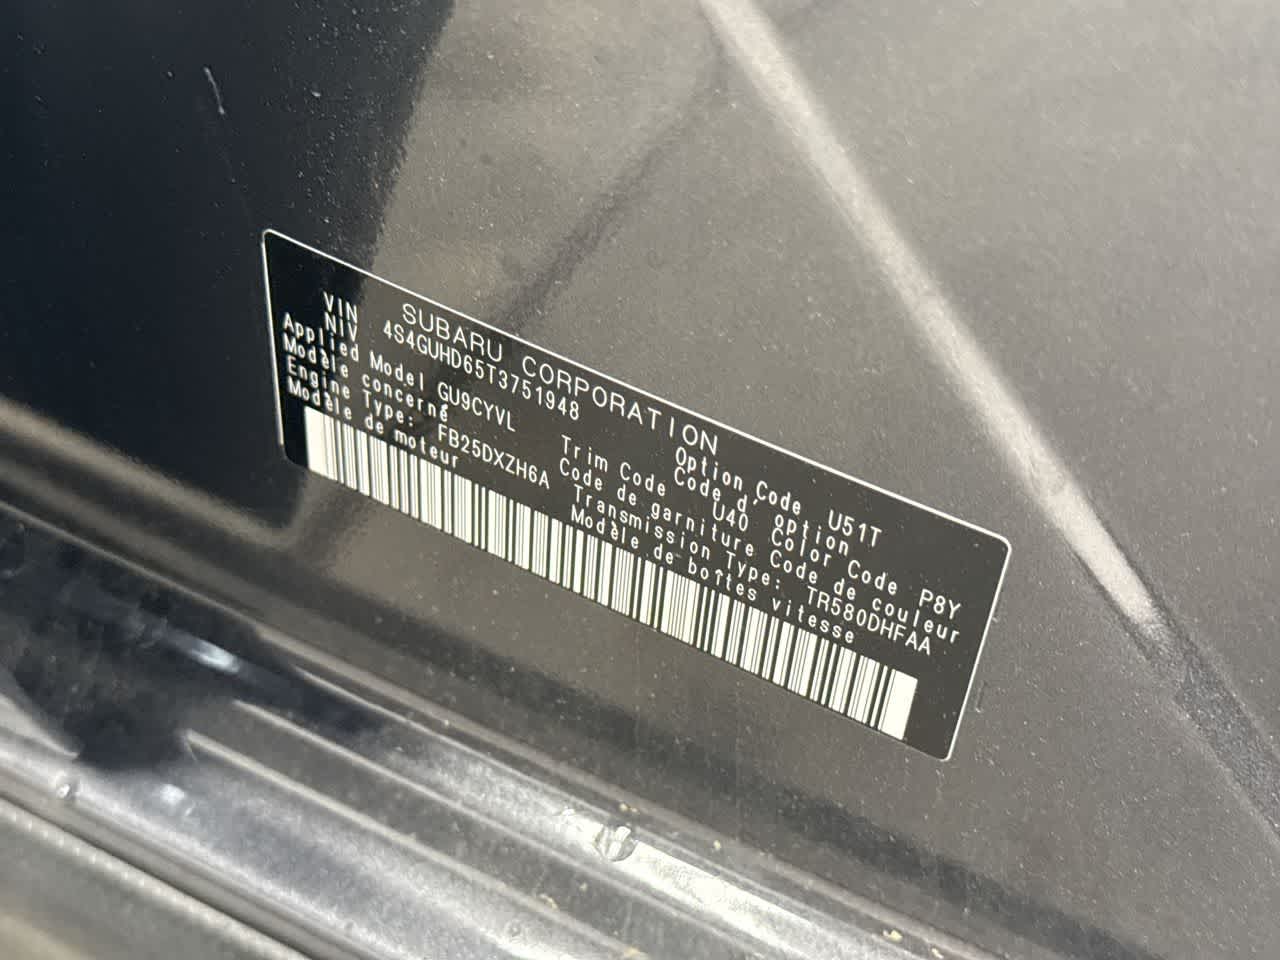 SUBARU CORPORATION
VIN
NIV 4S4GUHD65T3751948 Option Code U51T
Code d' option
Applied Model GU9CYVL Trim Code U40 Color Code P8Y
Modèle concerné Code de garniture Code de couleur
Engine Type: FB25DXZH6A Transmission Type: TR580DHFAA
Modèle de moteur Modèle de boîtes vitesse